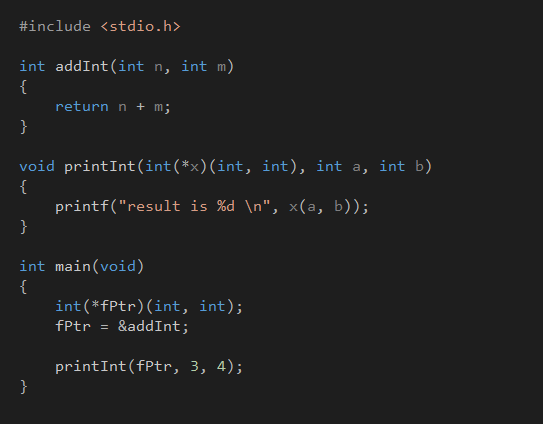 #include <stdio.h>
int addInt(int n, int m)
{
    return n + m;
}
void printInt(int(*x)(int, int), int a, int b)
{
    printf("result is %d \n", x(a, b));
}
int main(void)
{
    int(*fPtr)(int, int);
    fPtr = &addInt;
    printInt(fPtr, 3, 4);
}